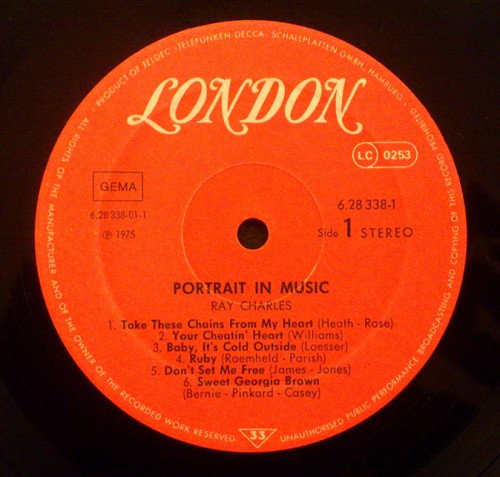 PRODUCT OF TELDEC »TELEFUNKEN-DECCA« SCHALLPLATTEN GMBH, HAMBURG
LONDON
LC 0253
GEMA
6.28 338-01-1
℗ 1975
6.28 338-1
Side 1 STEREO
PORTRAIT IN MUSIC
RAY CHARLES
1. Take These Chains From My Heart (Heath - Rose)
2. Your Cheatin' Heart (Williams)
3. Baby, It's Cold Outside (Loesser)
4. Ruby (Roemheld - Parish)
5. Don't Set Me Free (James - Jones)
6. Sweet Georgia Brown
(Bernie - Pinkard - Casey)
33
ALL RIGHTS OF THE MANUFACTURER AND OF THE OWNER OF THE RECORDED WORK RESERVED
UNAUTHORISED PUBLIC PERFORMANCE BROADCASTING AND COPYING OF THIS RECORD PROHIBITED